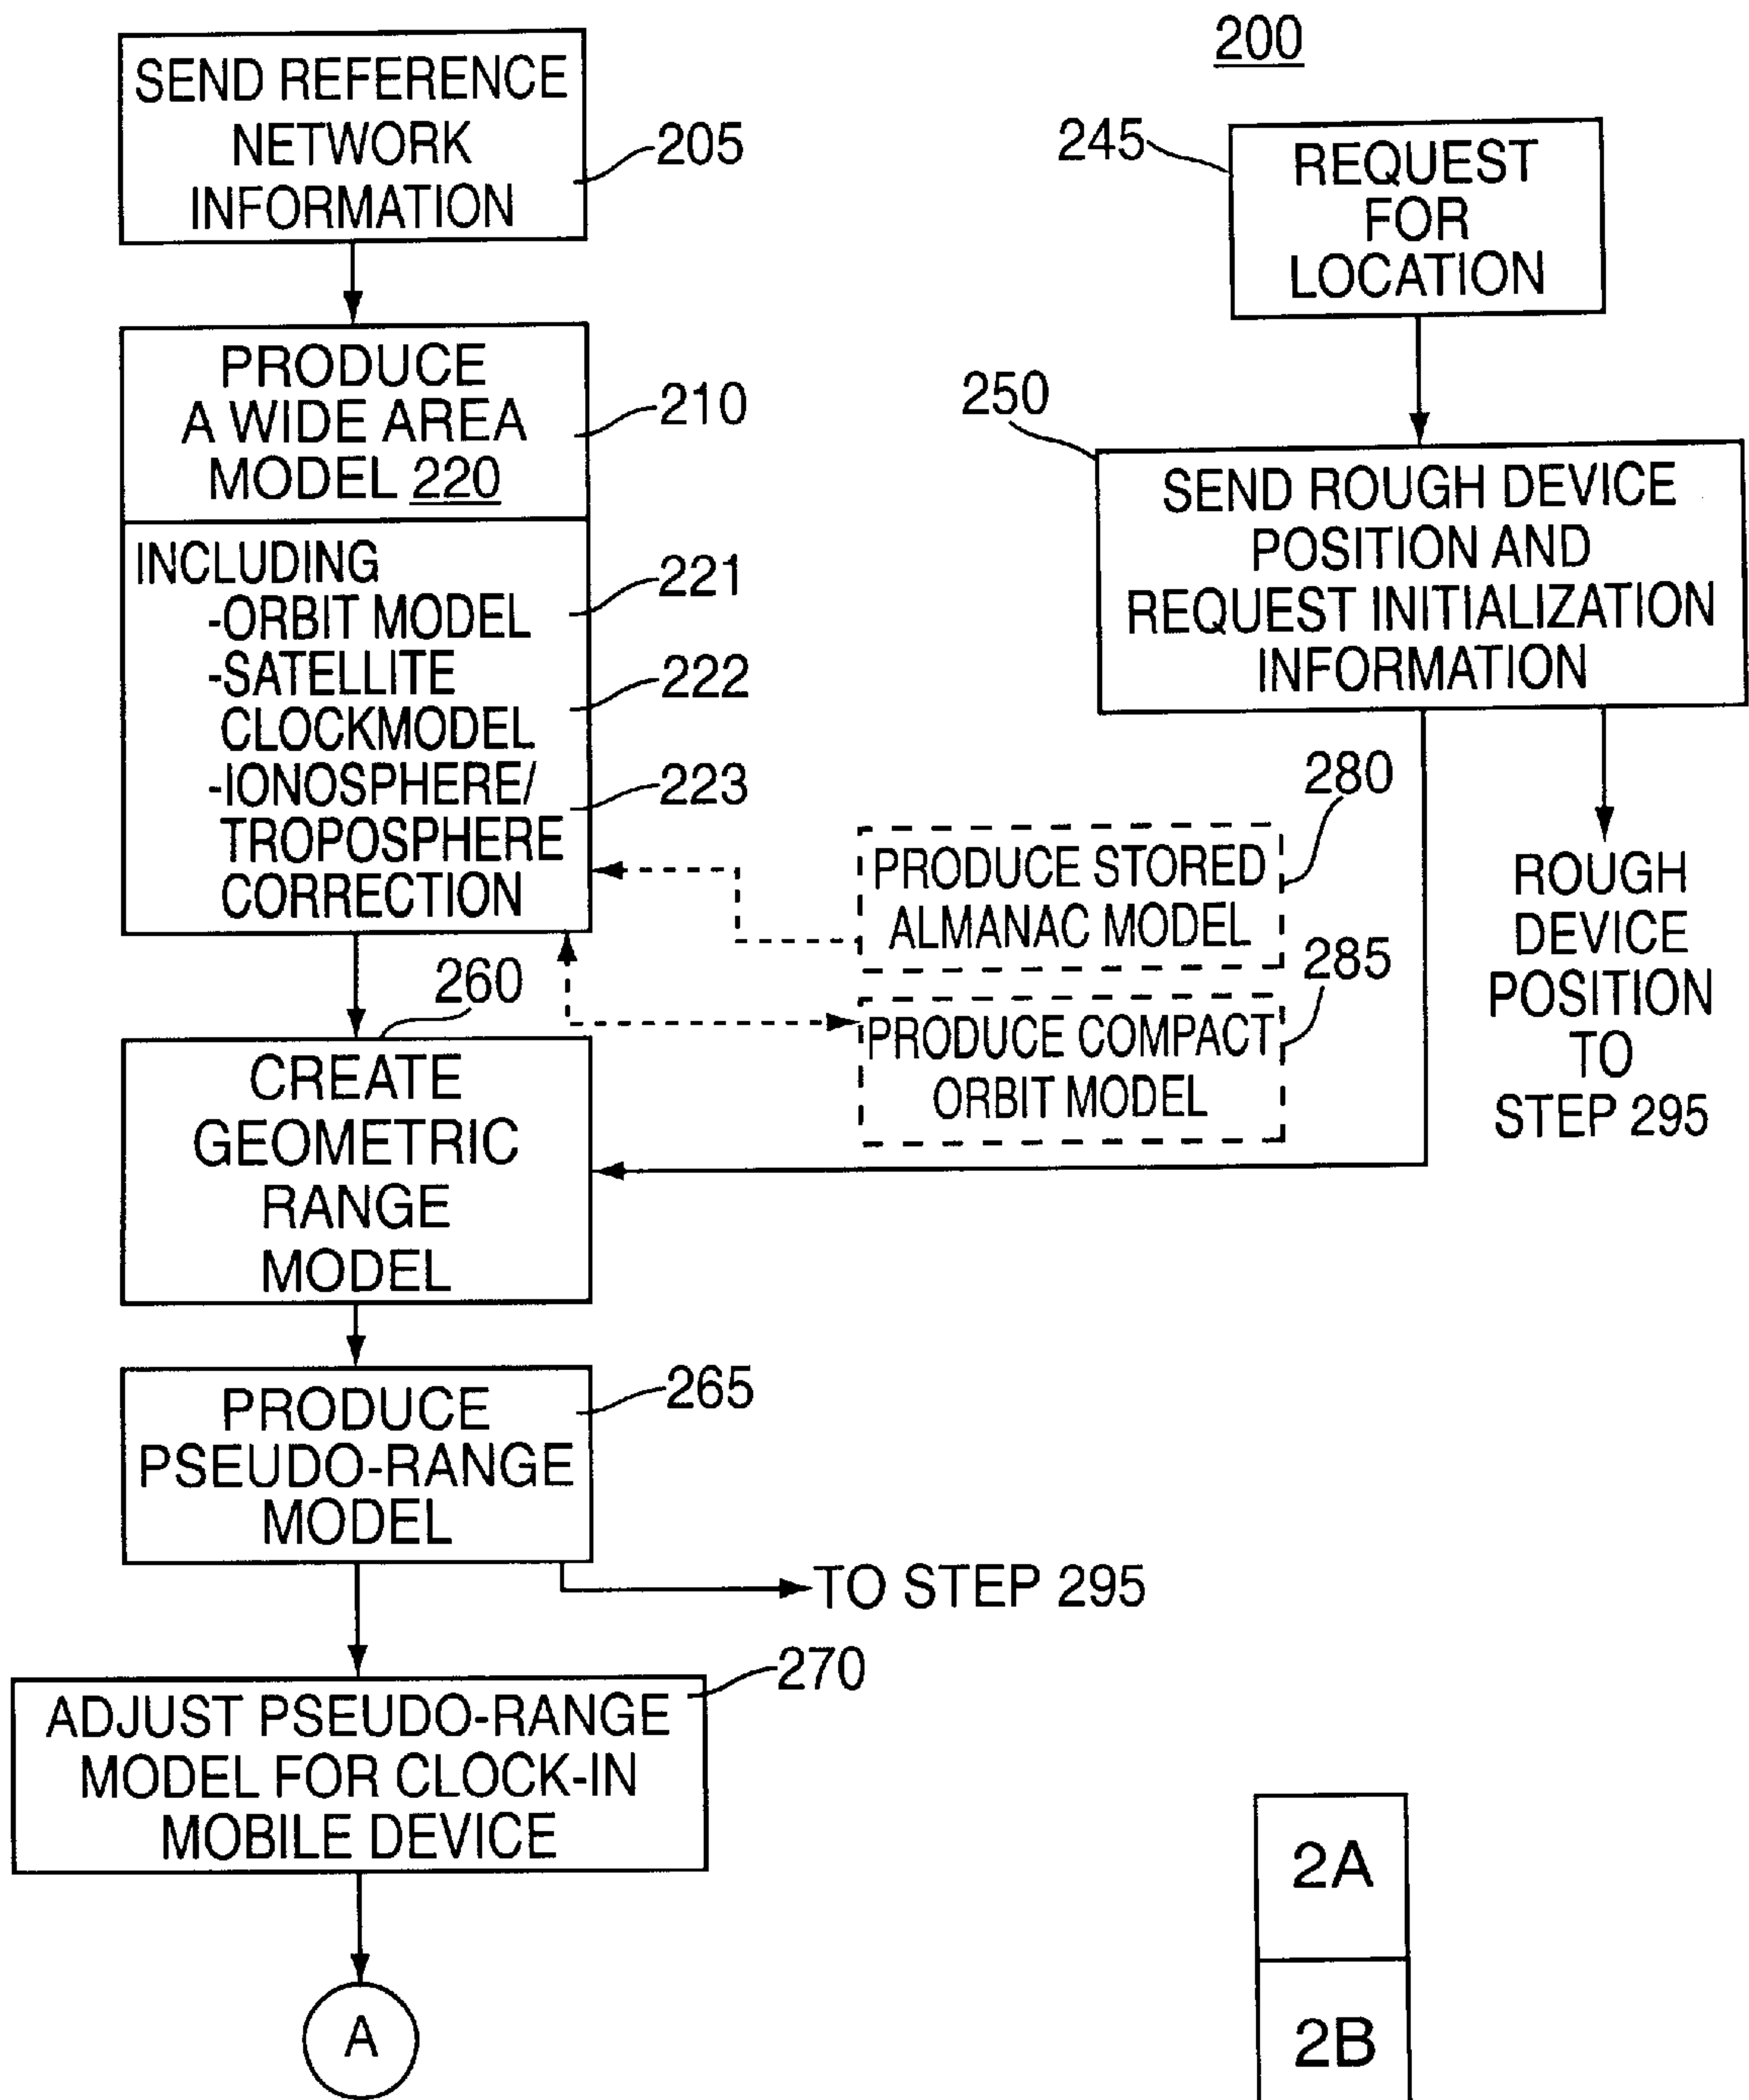 200
SEND REFERENCE
NETWORK
INFORMATION
205
PRODUCE
A WIDE AREA
MODEL 220
210
INCLUDING
-ORBIT MODEL
-SATELLITE
CLOCKMODEL
-IONOSPHERE/
TROPOSPHERE
CORRECTION
221
222
223
245
REQUEST
FOR
LOCATION
250
SEND ROUGH DEVICE
POSITION AND
REQUEST INITIALIZATION
INFORMATION
280
PRODUCE STORED
ALMANAC MODEL
285
PRODUCE COMPACT
ORBIT MODEL
ROUGH
DEVICE
POSITION
TO
STEP 295
260
CREATE
GEOMETRIC
RANGE
MODEL
PRODUCE
PSEUDO-RANGE
MODEL
265
TO STEP 295
270
ADJUST PSEUDO-RANGE
MODEL FOR CLOCK-IN
MOBILE DEVICE
A
2A
2B